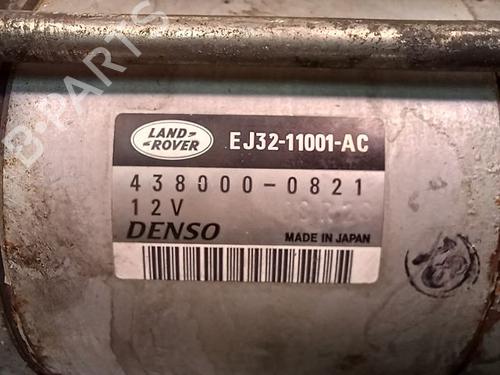 B-PARTS
LAND
ROVER
EJ32-11001-AC
438000-0821
12V
DENSO
MADE IN JAPAN